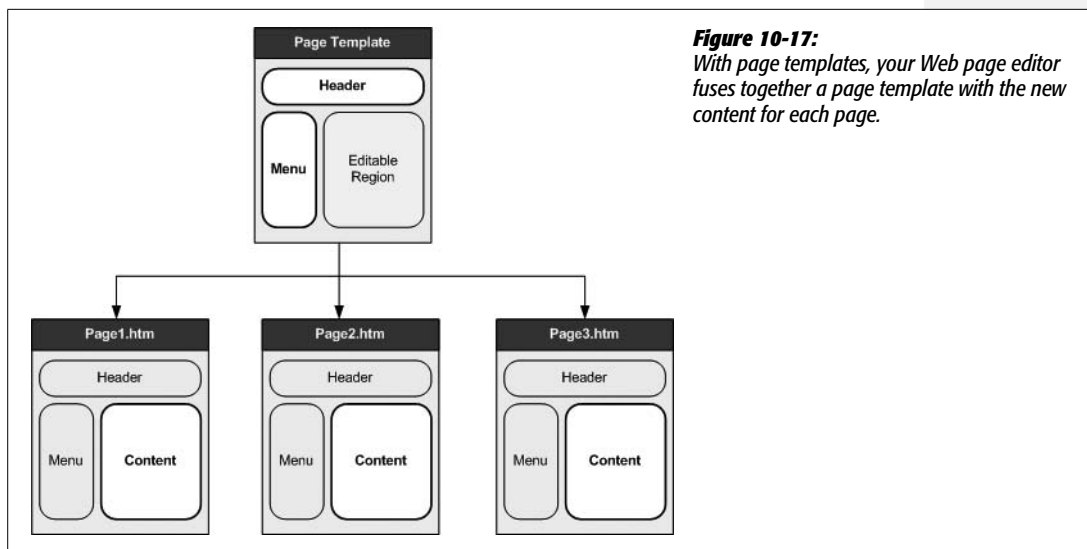 Page Template
Header
Menu
Editable
Region
Figure 10-17:
With page templates, your Web page editor
fuses together a page template with the new
content for each page.
Page1.htm
Header
Menu
Content
Page2.htm
Header
Menu
Content
Page3.htm
Header
Menu
Content